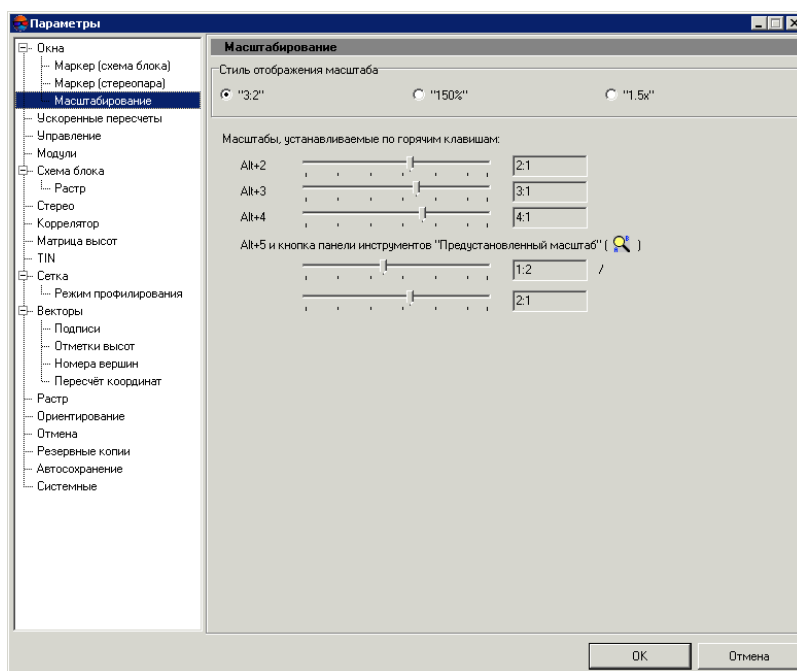 Параметры
Окна
Маркер (схема блока)
Маркер (стереопара)
Масштабирование
Ускоренные пересчеты
Управление
Модули
Схема блока
Растр
Стерео
Коррелятор
Матрица высот
TIN
Сетка
Режим профилирования
Векторы
Подписи
Отметки высот
Номера вершин
Пересчёт координат
Растр
Ориентирование
Отмена
Резервные копии
Автосохранение
Системные
Масштабирование
Стиль отображения масштаба
"3:2" "150%" "1.5x"
Масштабы, устанавливаемые по горячим клавишам:
Alt+2 2:1
Alt+3 3:1
Alt+4 4:1
Alt+5 и кнопка панели инструментов "Предустановленный масштаб" ( )
1:2 /
2:1
OK Отмена